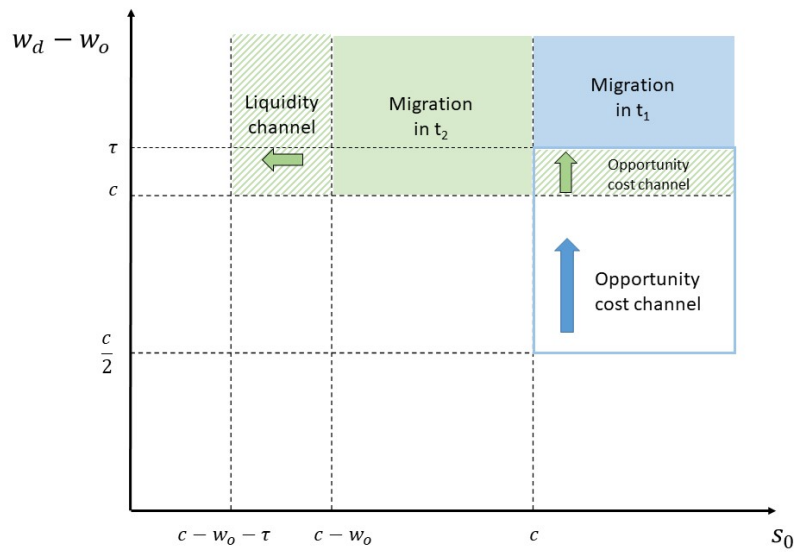 w_d − w_o
Liquidity
channel
Migration
in t₂
Migration
in t₁
τ
Opportunity
cost channel
c
Opportunity
cost channel
c/2
c − w_o − τ
c − w_o
c
s₀